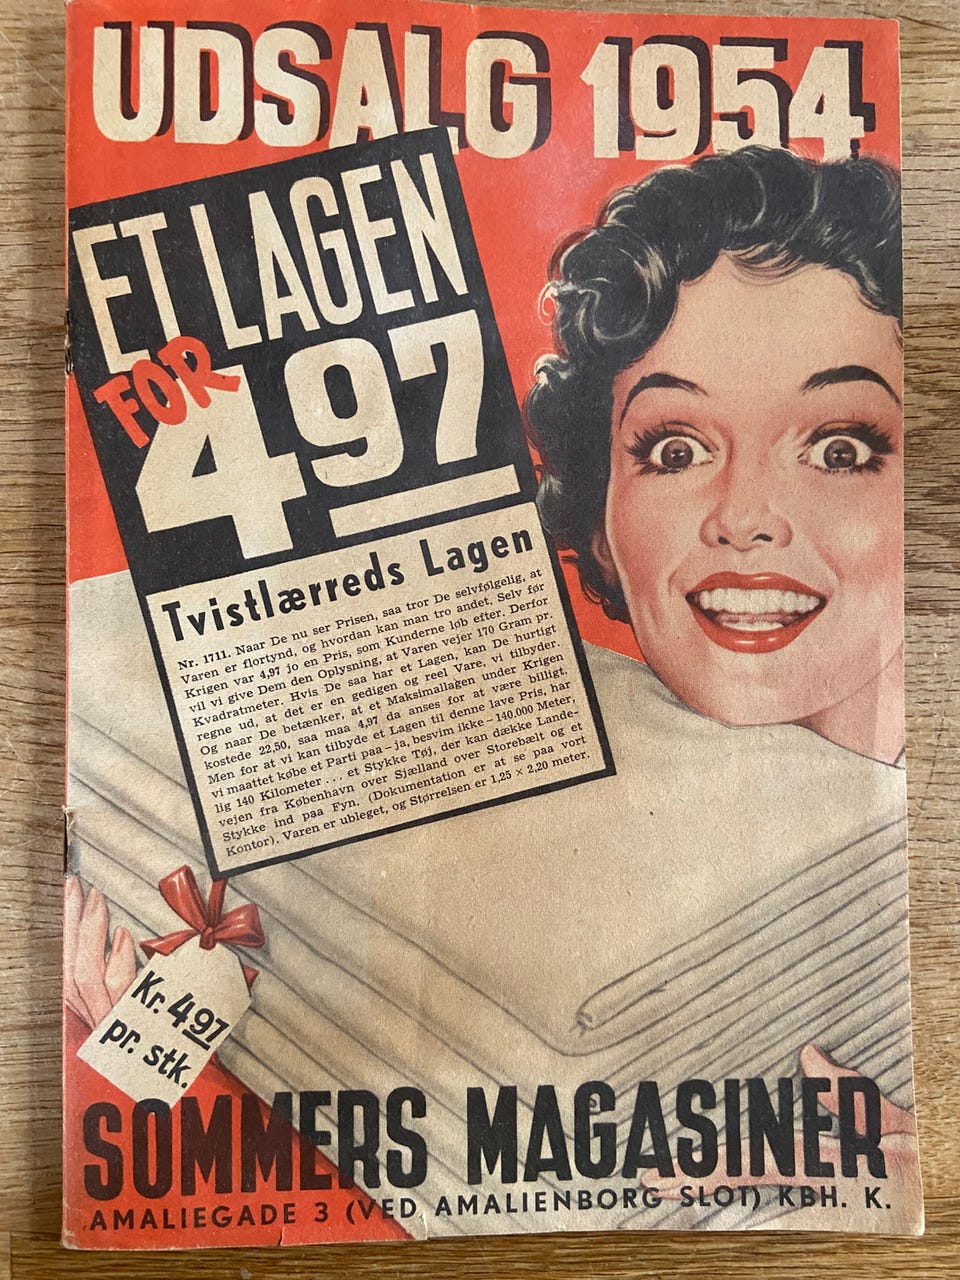 UDSALG 1954
ET LAGEN
FOR
4 97
Tvistlærreds Lagen
Nr. 1711. Naar De nu ser Prisen, saa tror De selvfølgelig, at
Varen er flortynd, og hvordan kan man tro andet. Selv før
Krigen var 4,97 jo en Pris, som Kunderne løb efter. Derfor
vil vi give Dem den Oplysning, at Varen vejer 170 Gram pr.
Kvadratmeter. Hvis De saa har et Lagen, kan De hurtigt
regne ud, at det er en gedigen og reel Vare, vi tilbyder.
Og naar De betænker, at et Maksimallagen under Krigen
kostede 22,50, saa maa 4,97 da anses for at være billigt.
Men for at vi kan tilbyde et Lagen til denne lave Pris, har
vi maattet købe et Parti paa – ja, besvim ikke – 140.000 Meter,
lig 140 Kilometer . . . et Stykke Tøj, der kan dække Lande-
vejen fra København over Sjælland over Storebælt og et
Stykke ind paa Fyn. (Dokumentation er at se paa vort
Kontor). Varen er ubleget, og Størrelsen er 1,25 × 2,20 meter.
Kr. 4 97
pr. stk.
SOMMERS MAGASINER
AMALIEGADE 3 (VED AMALIENBORG SLOT) KBH. K.